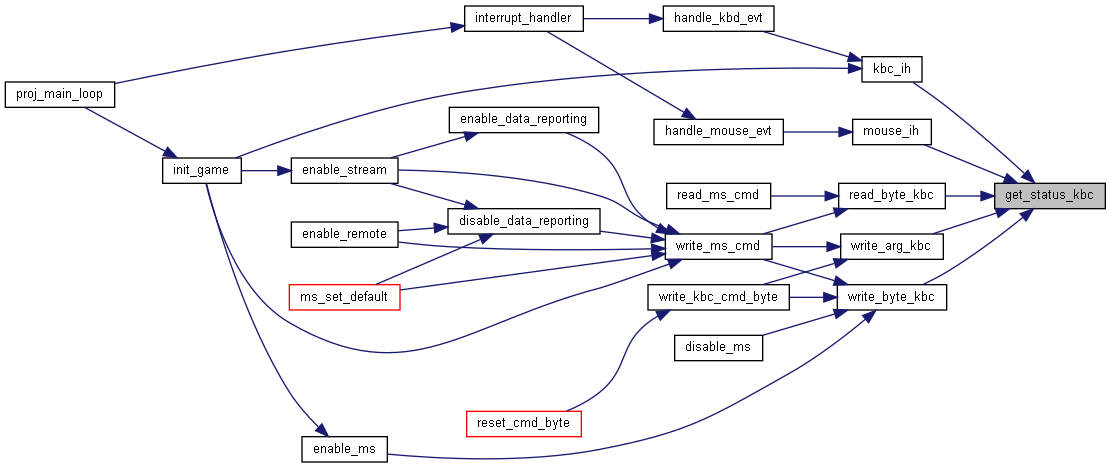 interrupt_handler
handle_kbd_evt
kbc_ih
proj_main_loop
enable_data_reporting
handle_mouse_evt
mouse_ih
init_game
enable_stream
read_ms_cmd
read_byte_kbc
get_status_kbc
disable_data_reporting
enable_remote
write_ms_cmd
write_arg_kbc
ms_set_default
write_kbc_cmd_byte
write_byte_kbc
disable_ms
reset_cmd_byte
enable_ms